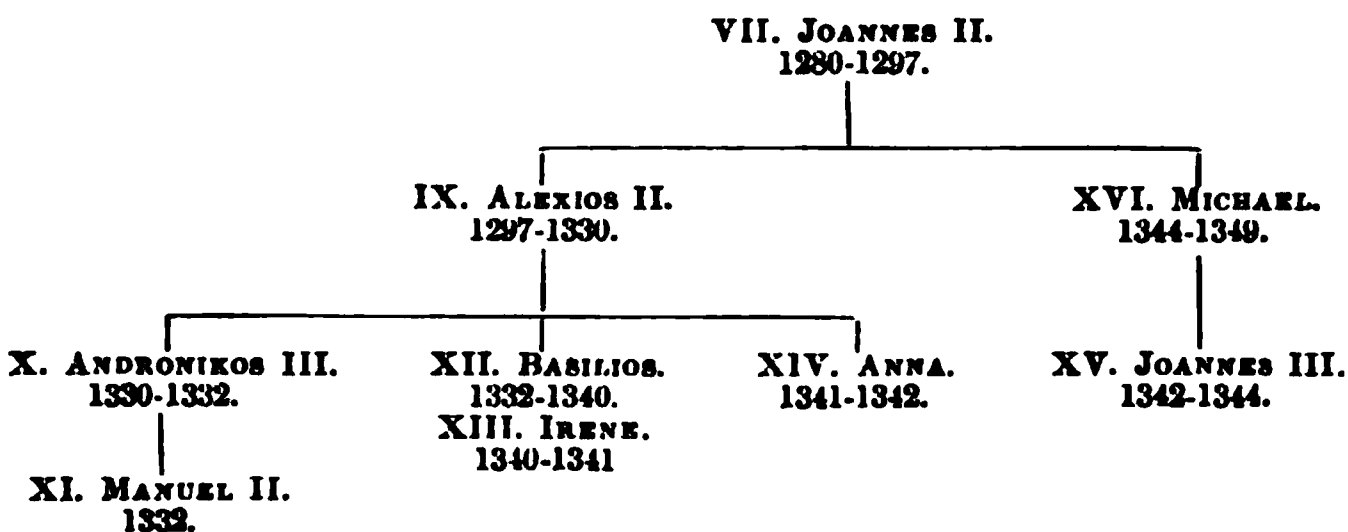 VII. JOANNES II.
1280-1297.
IX. ALEXIOS II.
1297-1330.
XVI. MICHAEL.
1344-1349.
X. ANDRONIKOS III.
1330-1332.
XII. BASILIOS.
1332-1340.
XIII. IRENE.
1340-1341
XIV. ANNA.
1341-1342.
XV. JOANNES III.
1342-1344.
XI. MANUEL II.
1332.